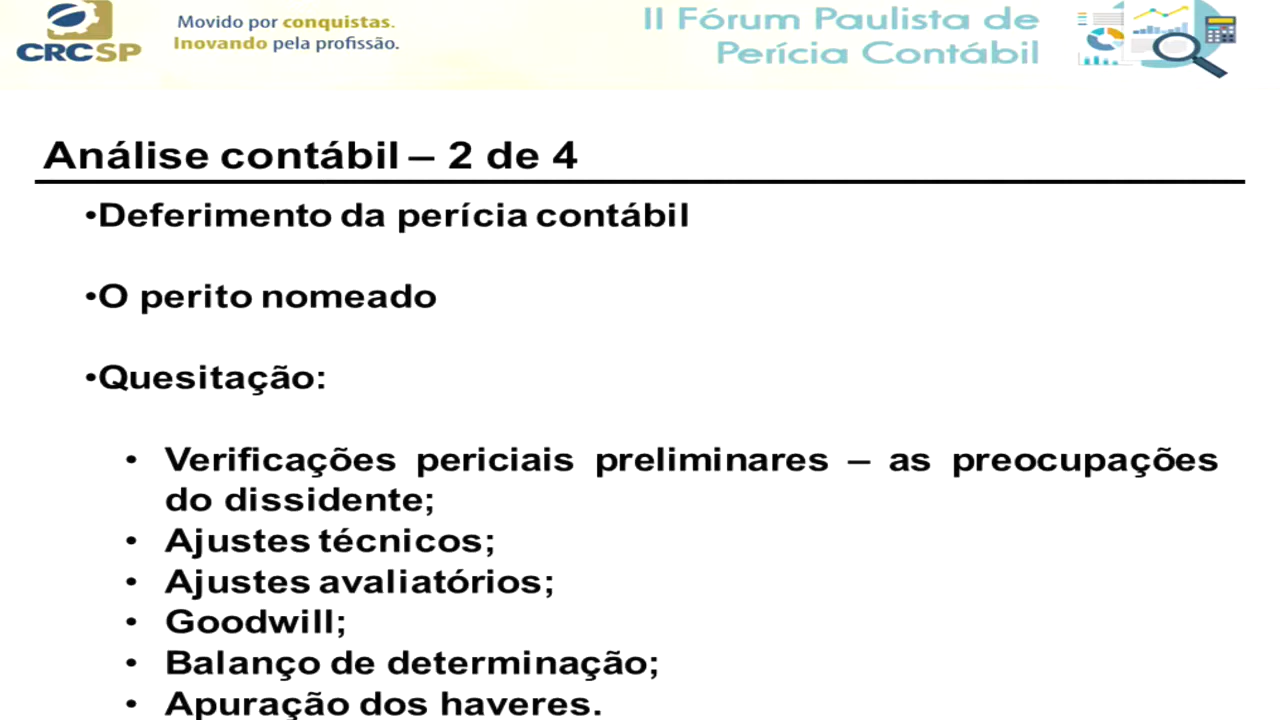 CRCSP
Movido por conquistas.
Inovando pela profissão.
II Fórum Paulista de
Perícia Contábil
Análise contábil – 2 de 4
•Deferimento da perícia contábil
•O perito nomeado
•Quesitação:
• Verificações periciais preliminares – as preocupações
do dissidente;
• Ajustes técnicos;
• Ajustes avaliatórios;
• Goodwill;
• Balanço de determinação;
• Apuração dos haveres.